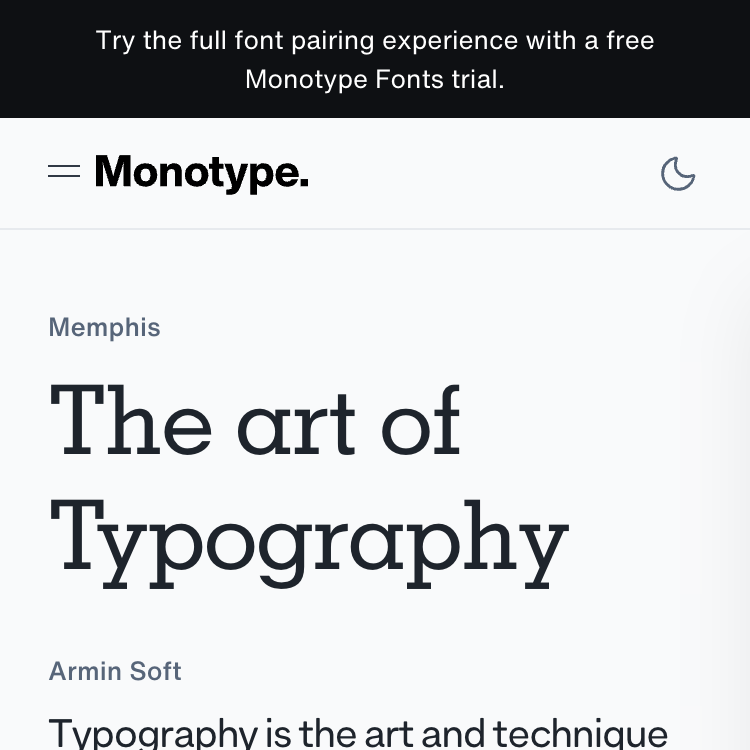 Try the full font pairing experience with a free
Monotype Fonts trial.
Monotype.
Memphis
The art of
Typography
Armin Soft
Typography is the art and technique